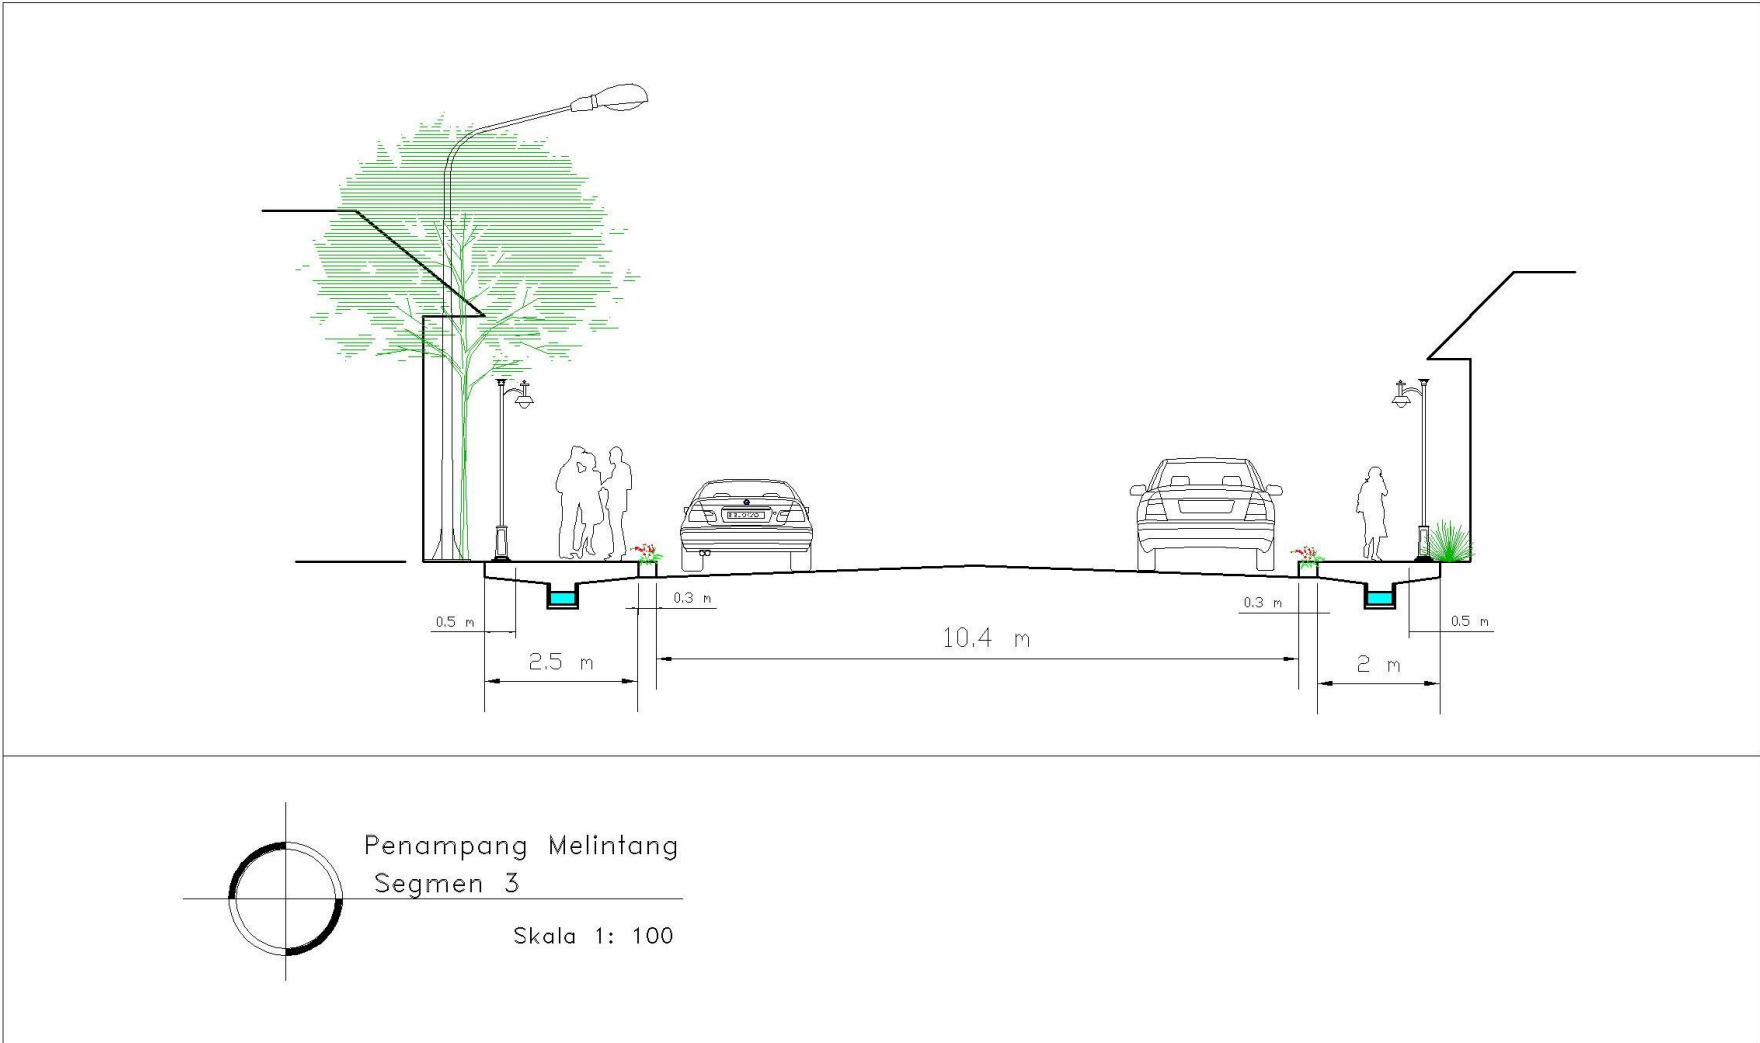 0.3 m
0.3 m
0.5 m
0.5 m
10.4 m
2.5 m
2 m
Penampang Melintang
Segmen 3
Skala 1: 100